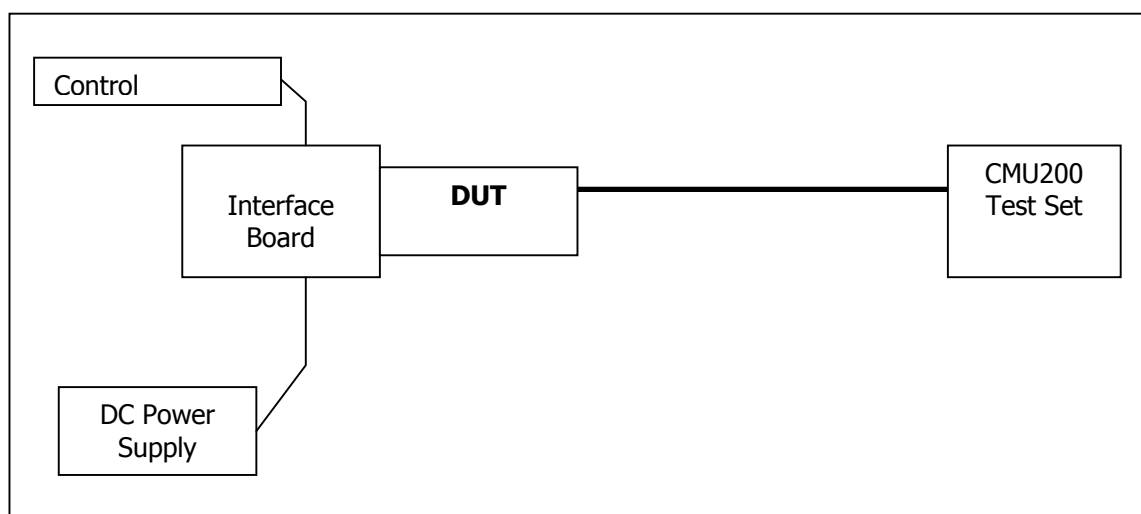 Control
Interface
Board
DUT
CMU200
Test Set
DC Power
Supply